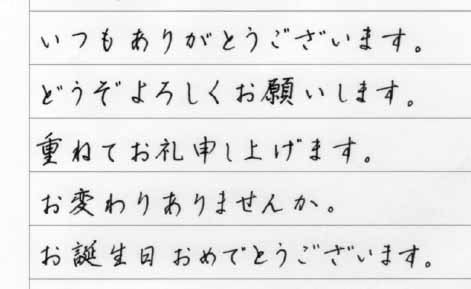 いつもありがとうございます。
どうぞよろしくお願いします。
重ねてお礼申し上げます。
お変わりありませんか。
お誕生日おめでとうございます。